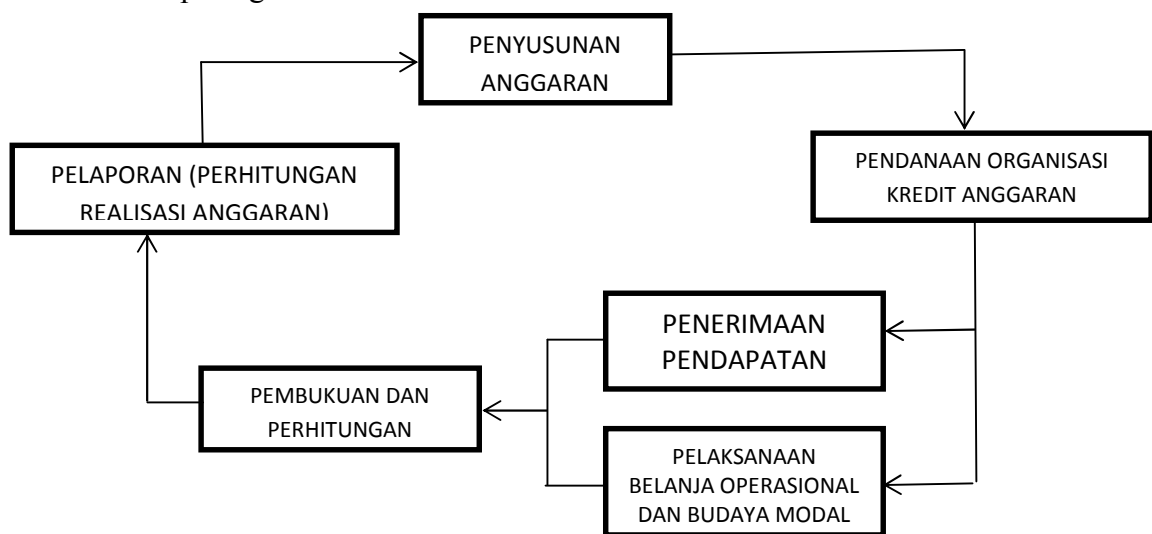 PENYUSUNAN
ANGGARAN
PENDANAAN ORGANISASI
KREDIT ANGGARAN
PELAPORAN (PERHITUNGAN
REALISASI ANGGARAN)
PENERIMAAN
PENDAPATAN
PEMBUKUAN DAN
PERHITUNGAN
PELAKSANAAN
BELANJA OPERASIONAL
DAN BUDAYA MODAL